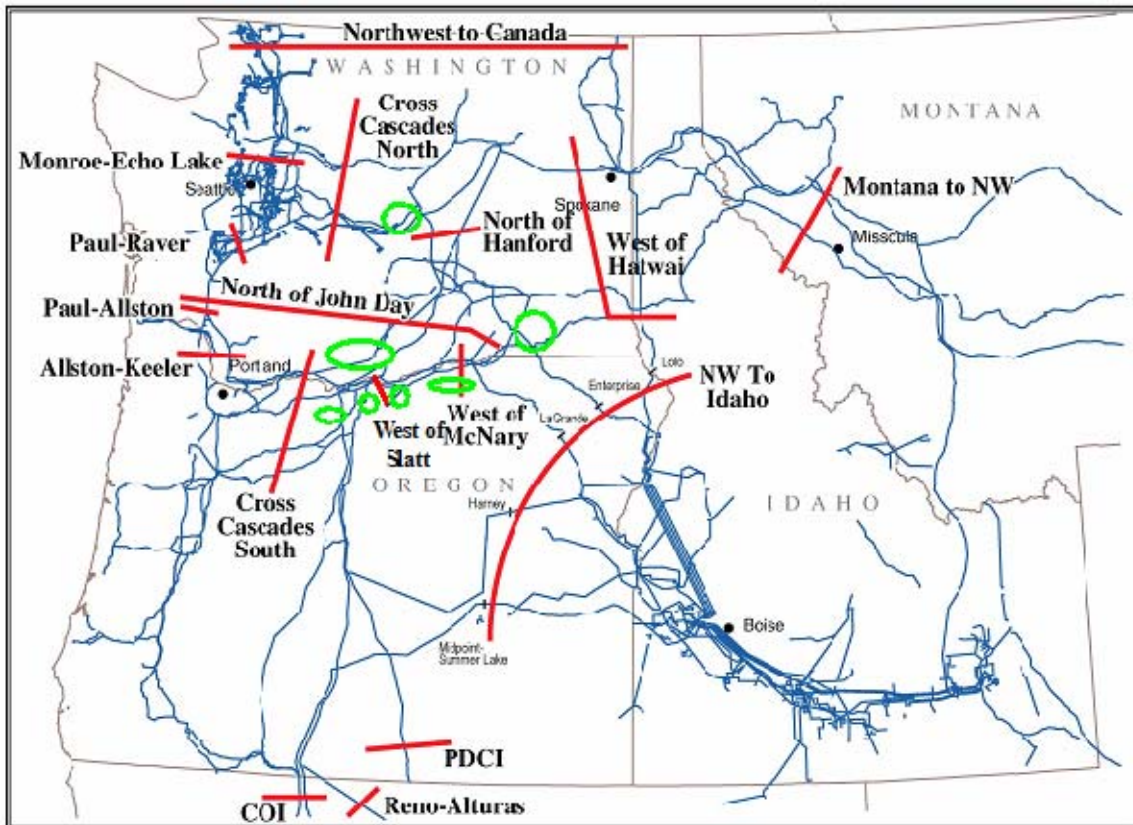 Northwest to Canada
WASHINGTON
MONTANA
Cross
Cascades
North
Monroe-Echo Lake
Seattle
Spokane
Montana to NW
Paul-Raver
North of
Hanford
West of
Hatwai
Missoula
North of John Day
Paul-Allston
Allston-Keeler
Portland
Lolo
Enterprise
NW To
Idaho
LaGrande
West of
McNary
West of
Slatt
OREGON
Harney
IDAHO
Cross
Cascades
South
Boise
Midpoint-
Summer Lake
PDCI
COI
Reno-Alturas